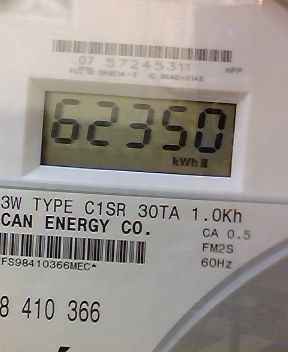 07 57245311
HPP
62350
kWh
3W TYPE C1SR 30TA 1.0Kh
CAN ENERGY CO.
CA 0.5
FM2S
60Hz
FS98410366MEC*
8 410 366